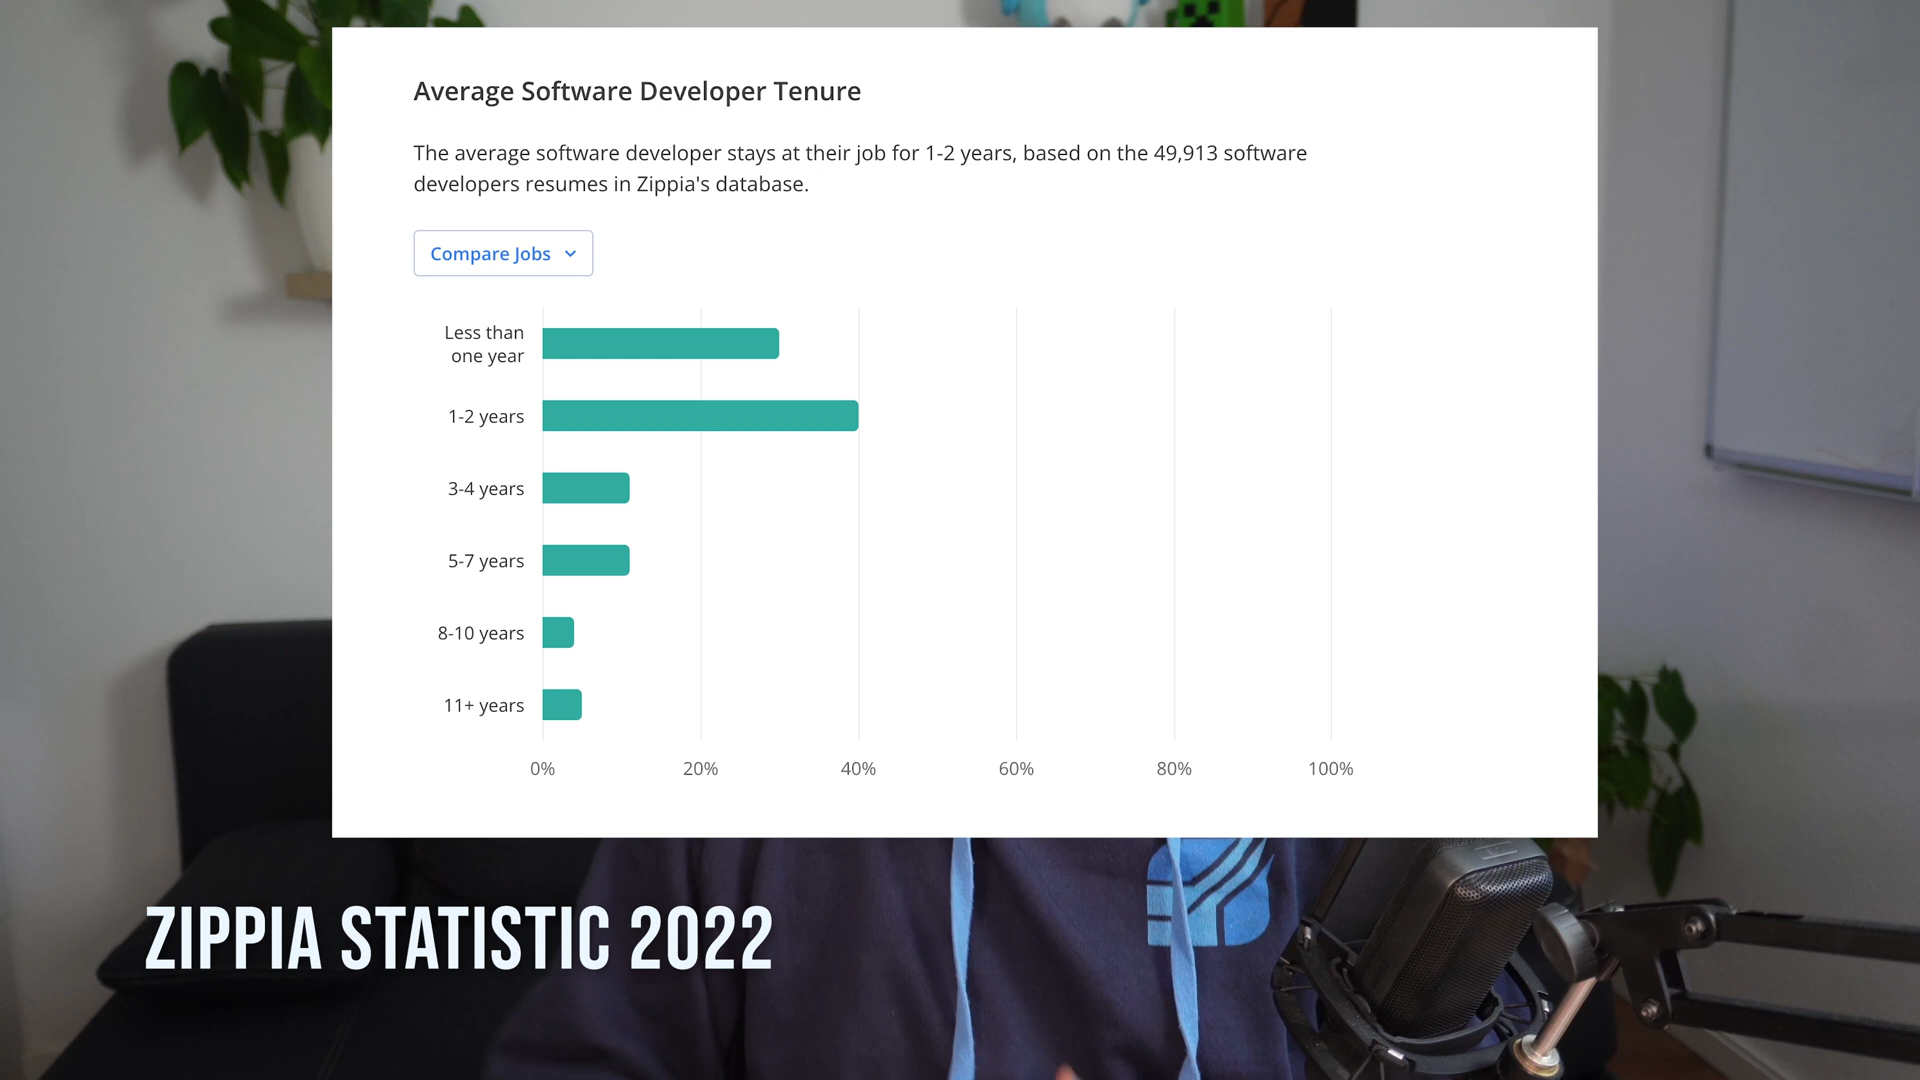 Average Software Developer Tenure
The average software developer stays at their job for 1-2 years, based on the 49,913 software
developers resumes in Zippia's database.
Compare Jobs
Less than
one year
1-2 years
3-4 years
5-7 years
8-10 years
11+ years
0% 20% 40% 60% 80% 100%
ZIPPIA STATISTIC 2022